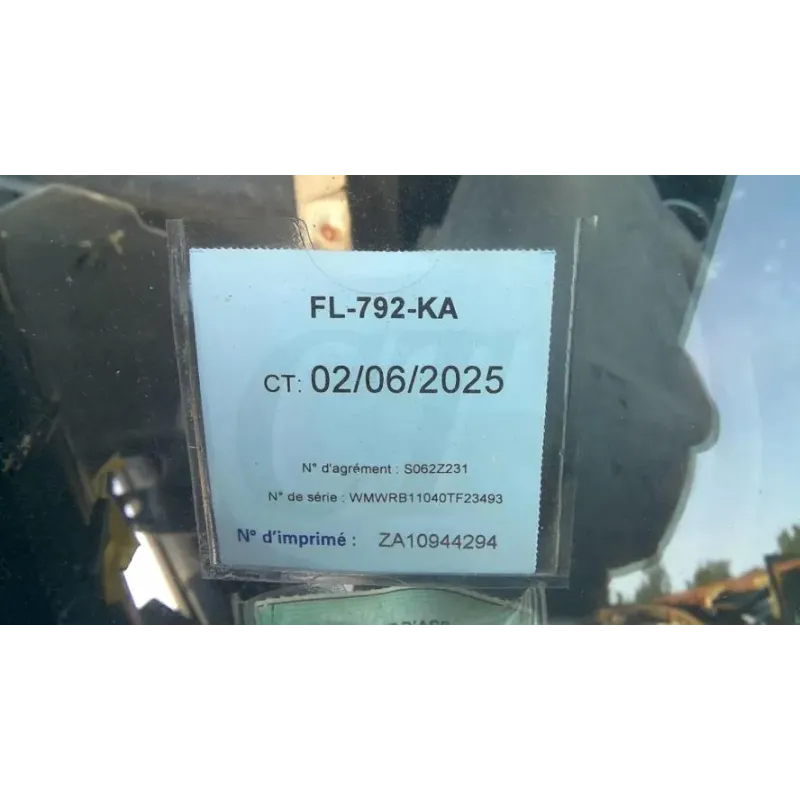 FL-792-KA
CT: 02/06/2025
N° d'agrément : S062Z231
N° de série : WMWRB11040TF23493
N° d'imprimé : ZA10944294